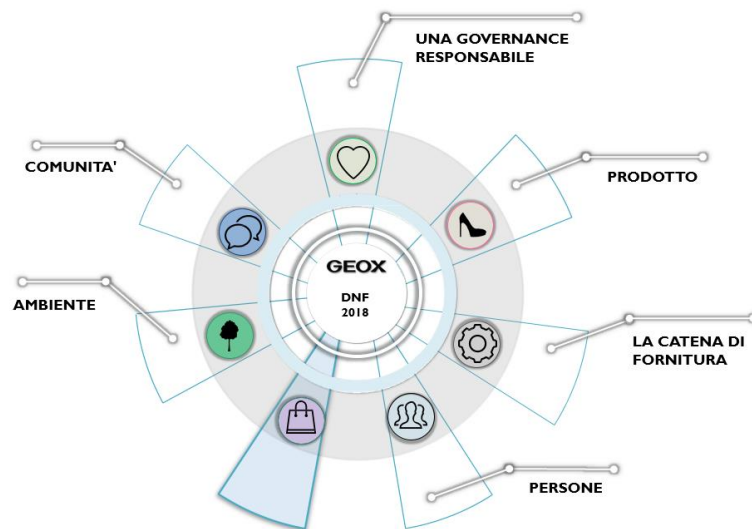 UNA GOVERNANCE
RESPONSABILE
COMUNITA'
PRODOTTO
GEOX
DNF
2018
AMBIENTE
LA CATENA DI
FORNITURA
PERSONE